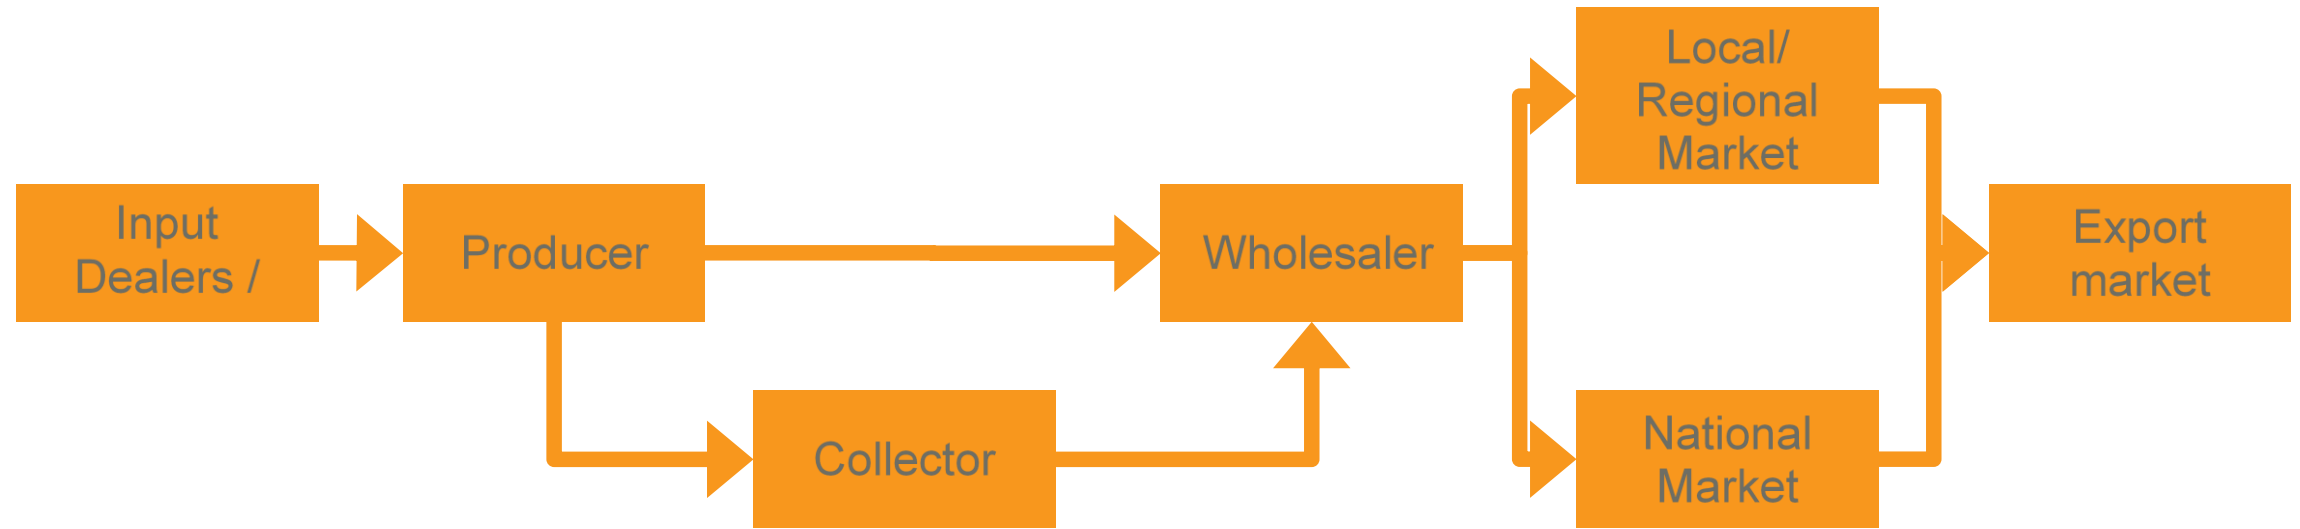 Input
Dealers /
Producer
Collector
Wholesaler
Local/
Regional
Market
National
Market
Export
market